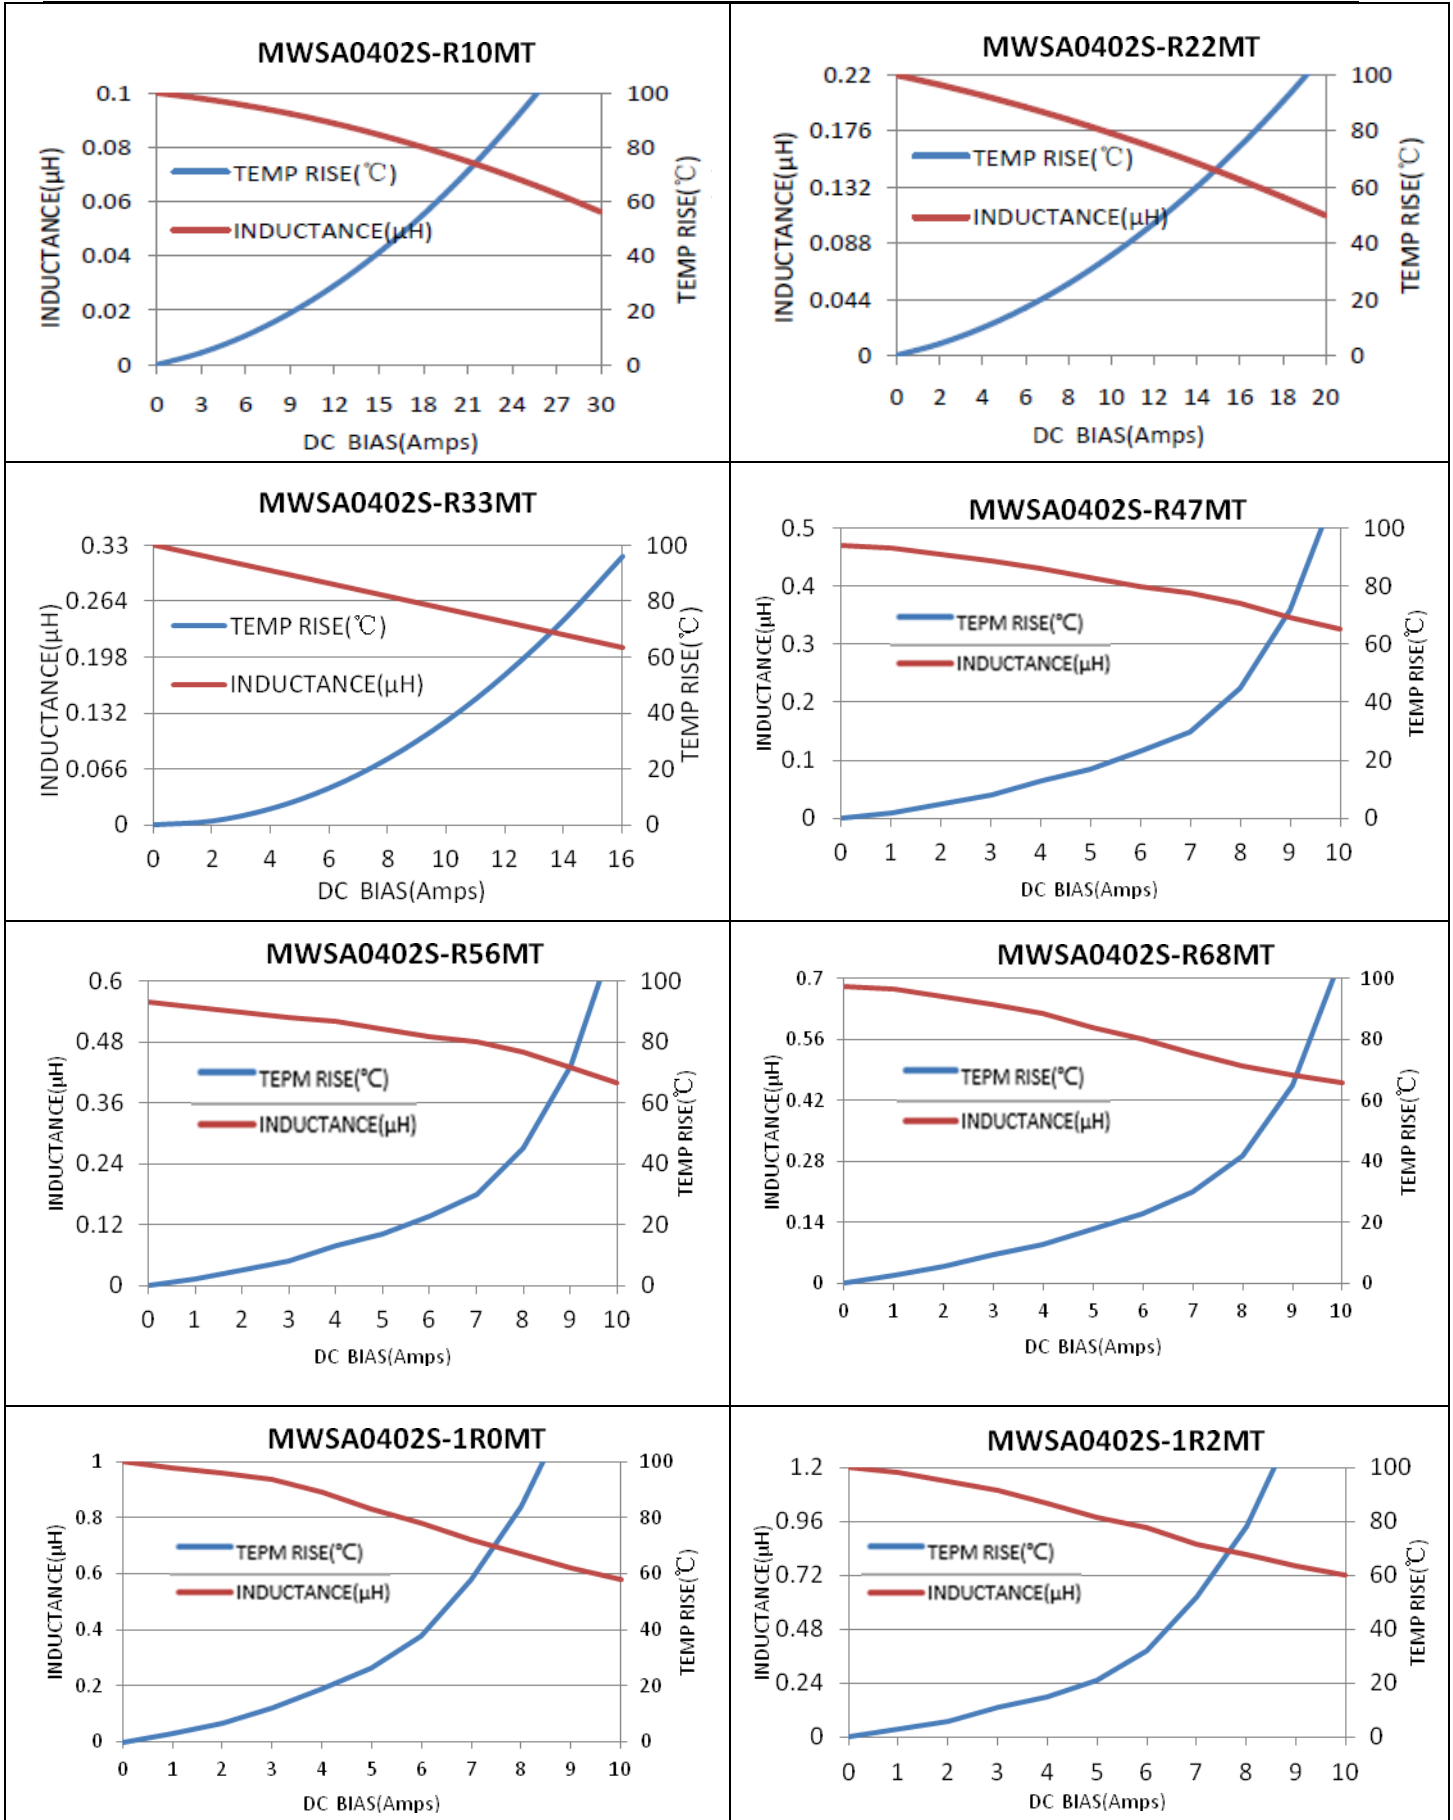 MWSA0402S-R10MT
0.1
0.08
0.06
0.04
0.02
0
100
80
60
40
20
0
INDUCTANCE(μH)
TEMP RISE(℃)
TEMP RISE(℃)
INDUCTANCE(μH)
0 3 6 9 12 15 18 21 24 27 30
DC BIAS(Amps)
MWSA0402S-R22MT
0.22
0.176
0.132
0.088
0.044
0
100
80
60
40
20
0
INDUCTANCE(μH)
TEMP RISE(℃)
TEMP RISE(℃)
INDUCTANCE(μH)
0 2 4 6 8 10 12 14 16 18 20
DC BIAS(Amps)
MWSA0402S-R33MT
0.33
0.264
0.198
0.132
0.066
0
100
80
60
40
20
0
INDUCTANCE(μH)
TEMP RISE(℃)
TEMP RISE(℃)
INDUCTANCE(μH)
0 2 4 6 8 10 12 14 16
DC BIAS(Amps)
MWSA0402S-R47MT
0.5
0.4
0.3
0.2
0.1
0
100
80
60
40
20
0
INDUCTANCE(μH)
TEMP RISE(℃)
TEPM RISE(℃)
INDUCTANCE(μH)
0 1 2 3 4 5 6 7 8 9 10
DC BIAS(Amps)
MWSA0402S-R56MT
0.6
0.48
0.36
0.24
0.12
0
100
80
60
40
20
0
INDUCTANCE(μH)
TEMP RISE(℃)
TEPM RISE(℃)
INDUCTANCE(μH)
0 1 2 3 4 5 6 7 8 9 10
DC BIAS(Amps)
MWSA0402S-R68MT
0.7
0.56
0.42
0.28
0.14
0
100
80
60
40
20
0
INDUCTANCE(μH)
TEMP RISE(℃)
TEPM RISE(℃)
INDUCTANCE(μH)
0 1 2 3 4 5 6 7 8 9 10
DC BIAS(Amps)
MWSA0402S-1R0MT
1
0.8
0.6
0.4
0.2
0
100
80
60
40
20
0
INDUCTANCE(μH)
TEMP RISE(℃)
TEPM RISE(℃)
INDUCTANCE(μH)
0 1 2 3 4 5 6 7 8 9 10
DC BIAS(Amps)
MWSA0402S-1R2MT
1.2
0.96
0.72
0.48
0.24
0
100
80
60
40
20
0
INDUCTANCE(μH)
TEMP RISE(℃)
TEPM RISE(℃)
INDUCTANCE(μH)
0 1 2 3 4 5 6 7 8 9 10
DC BIAS(Amps)